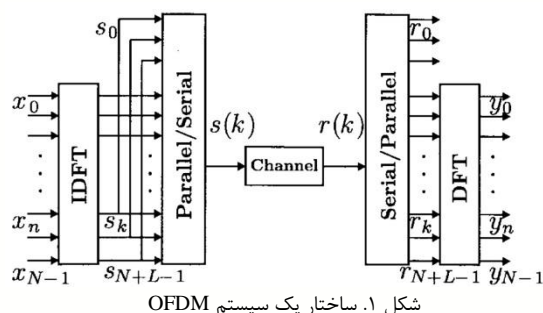 s_0
r_0
x_0
IDFT
Parallel/Serial
s(k)
Channel
r(k)
Serial/Parallel
DFT
y_0
x_n
s_k
r_k
y_n
x_{N-1}
s_{N+L-1}
r_{N+L-1}
y_{N-1}
شکل ۱. ساختار یک سیستم OFDM